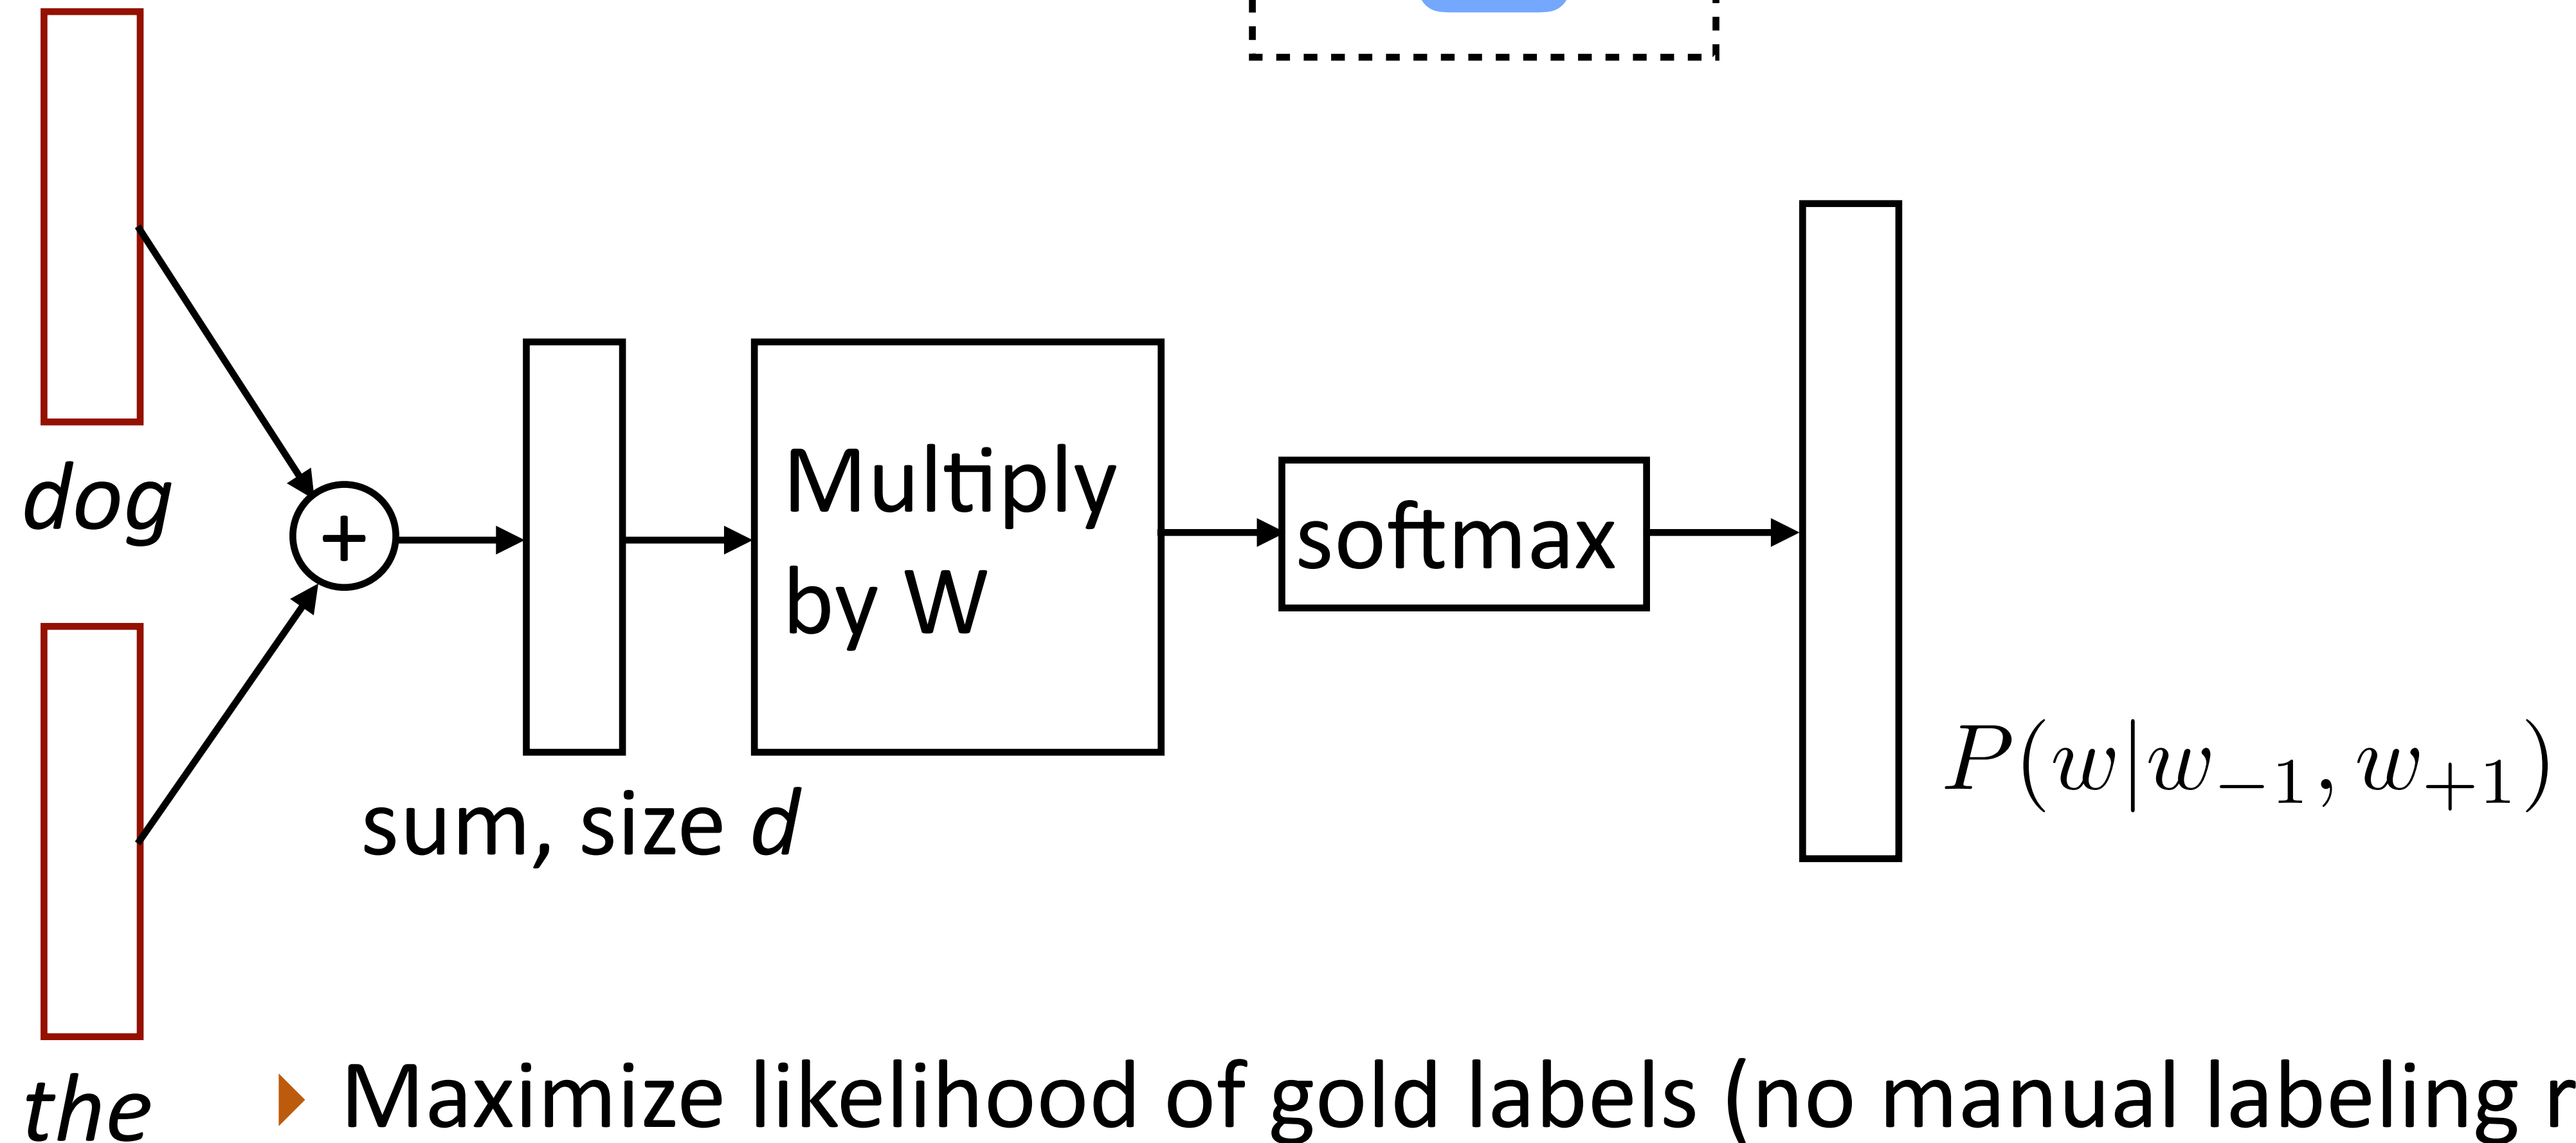 dog
+
Multiply
by W
softmax
sum, size d
P(w|w₋₁, w₊₁)
the
Maximize likelihood of gold labels (no manual labeling